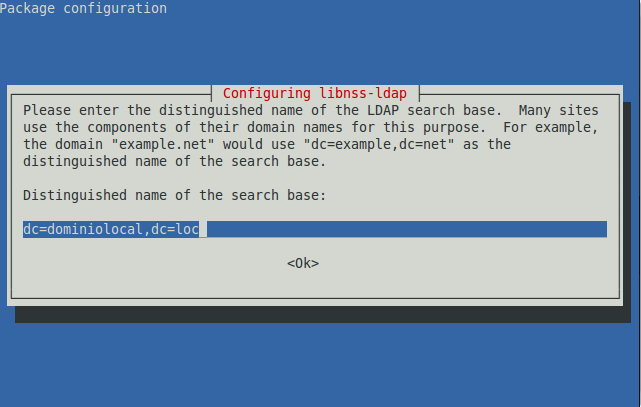 Package configuration
Configuring libnss-ldap
Please enter the distinguished name of the LDAP search base.  Many sites
use the components of their domain names for this purpose.  For example,
the domain "example.net" would use "dc=example,dc=net" as the
distinguished name of the search base.
Distinguished name of the search base:
dc=dominiolocal,dc=loc
<Ok>